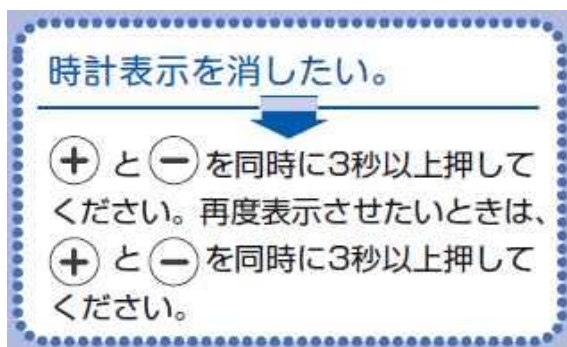 時計表示を消したい。
＋と－を同時に3秒以上押して
ください。再度表示させたいときは、
＋と－を同時に3秒以上押して
ください。